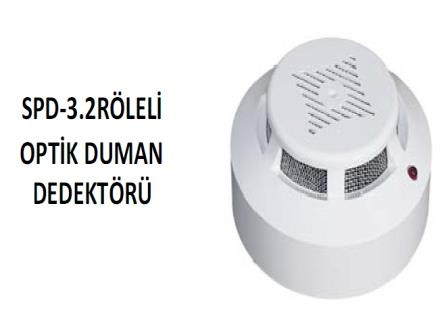 SPD-3.2RÖLELİ
OPTİK DUMAN
DEDEKTÖRÜ